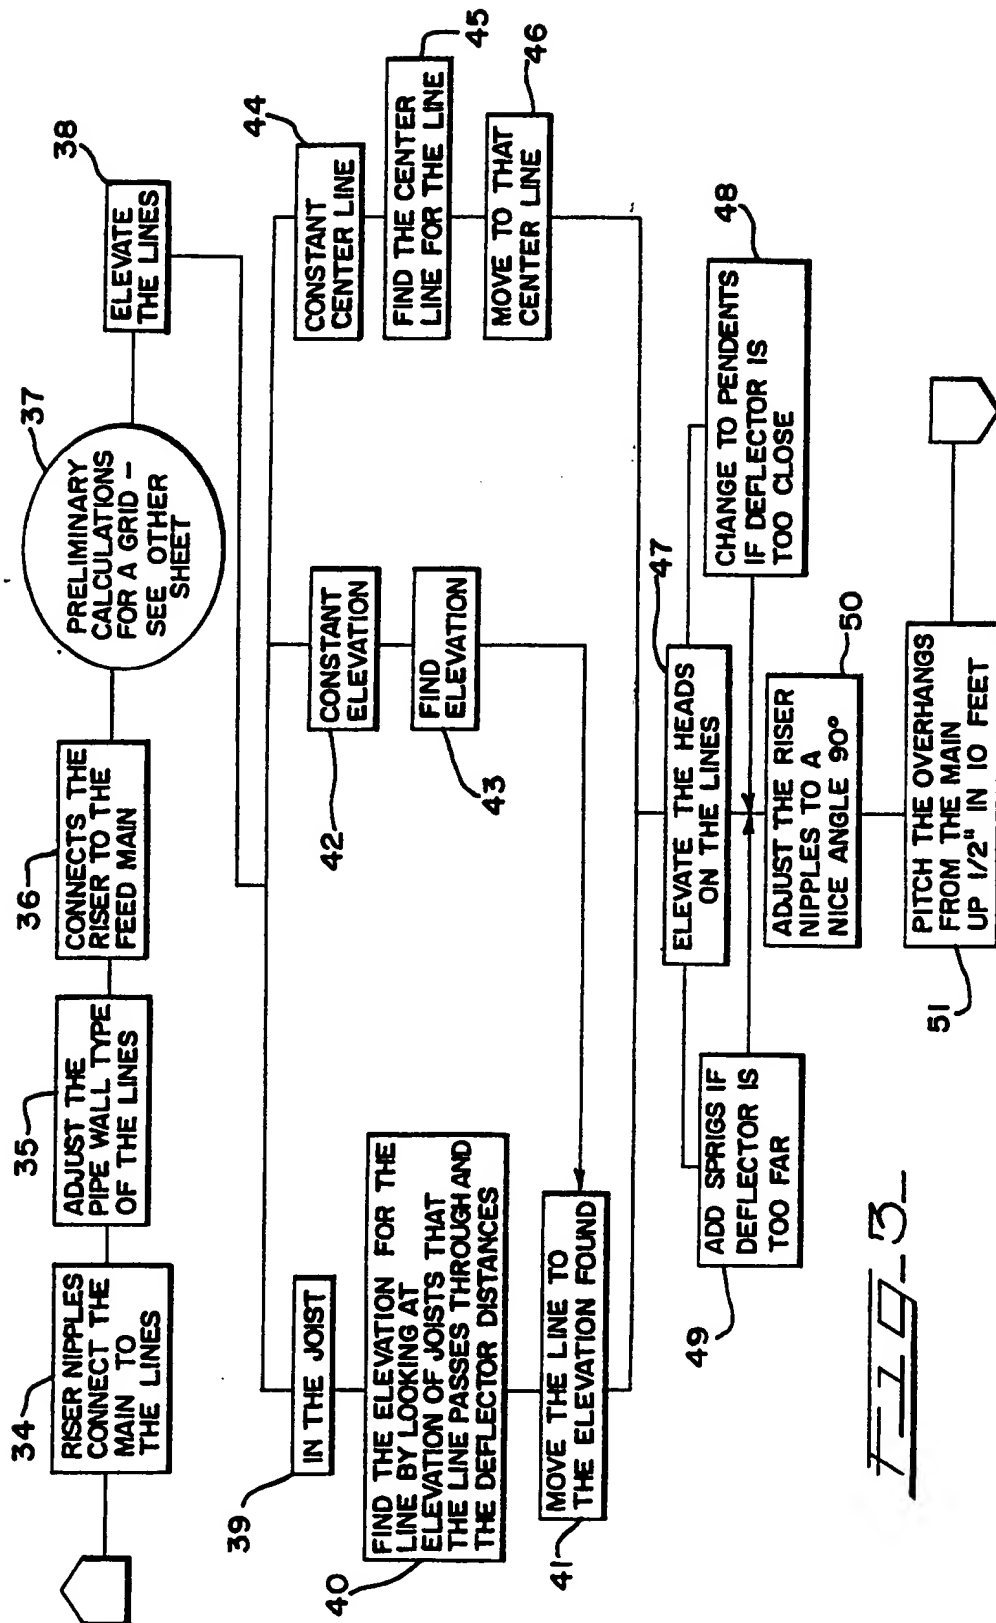 34
RISER NIPPLES
CONNECT THE
MAIN TO
THE LINES
35
ADJUST THE
PIPE WALL TYPE
OF THE LINES
36
CONNECTS THE
RISER TO THE
FEED MAIN
37
PRELIMINARY
CALCULATIONS
FOR A GRID –
SEE OTHER
SHEET
38
ELEVATE
THE LINES
39
IN THE JOIST
40
FIND THE ELEVATION FOR THE
LINE BY LOOKING AT
ELEVATION OF JOISTS THAT
THE LINE PASSES THROUGH AND
THE DEFLECTOR DISTANCES
41
MOVE THE LINE TO
THE ELEVATION FOUND
42
CONSTANT
ELEVATION
43
FIND
ELEVATION
44
CONSTANT
CENTER LINE
45
FIND THE CENTER
LINE FOR THE LINE
46
MOVE TO THAT
CENTER LINE
47
ELEVATE THE HEADS
ON THE LINES
48
CHANGE TO PENDENTS
IF DEFLECTOR IS
TOO CLOSE
49
ADD SPRIGS IF
DEFLECTOR IS
TOO FAR
50
ADJUST THE RISER
NIPPLES TO A
NICE ANGLE 90°
51
PITCH THE OVERHANGS
FROM THE MAIN
UP 1/2" IN 10 FEET
FIG. 3